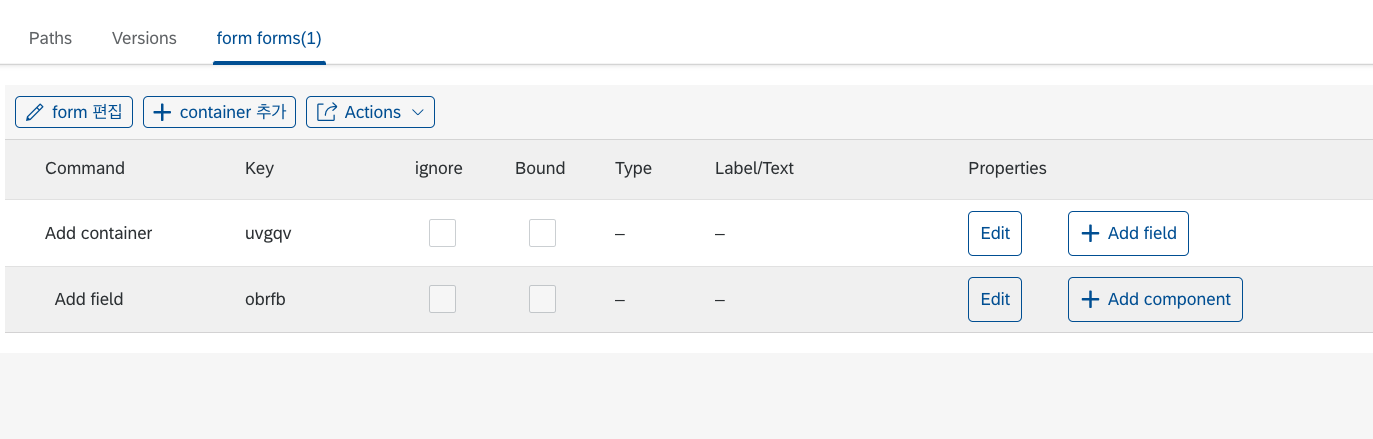 Paths Versions form forms(1)
form 편집 container 추가 Actions
Command Key ignore Bound Type Label/Text Properties
Add container uvgqv – – Edit Add field
Add field obrfb – – Edit Add component